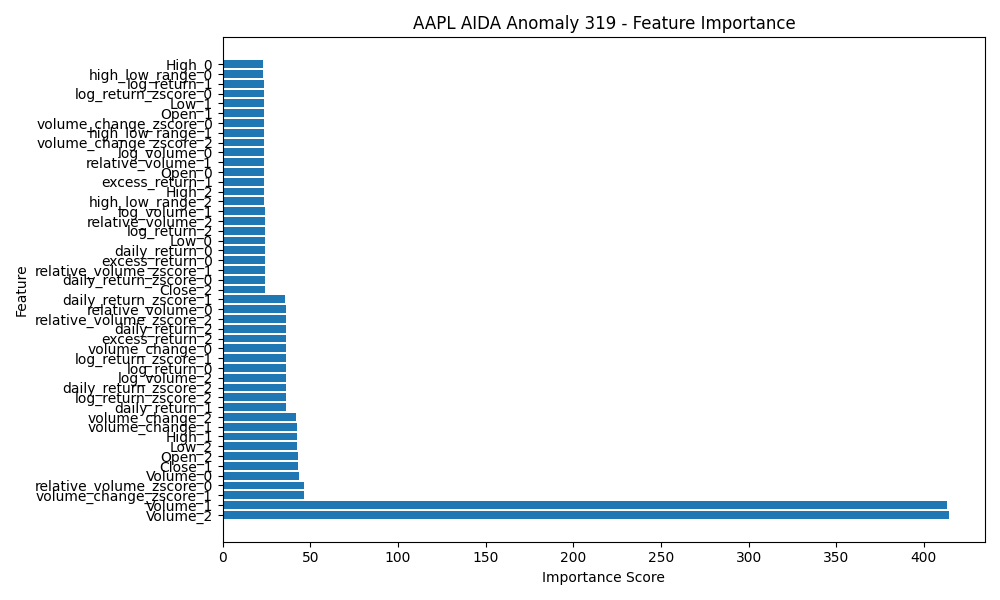 AAPL AIDA Anomaly 319 - Feature Importance
High_0
high_low_range_0
log_return_1
log_return_zscore_0
Low_1
Open_1
volume_change_zscore_0
high_low_range_1
volume_change_zscore_2
log_volume_0
relative_volume_1
Open_0
excess_return_1
High_2
high_low_range_2
log_volume_1
relative_volume_2
log_return_2
Low_0
daily_return_0
excess_return_0
relative_volume_zscore_1
daily_return_zscore_0
Close_2
daily_return_zscore_1
relative_volume_0
relative_volume_zscore_2
daily_return_2
excess_return_2
volume_change_0
log_return_zscore_1
log_return_0
log_volume_2
daily_return_zscore_2
log_return_zscore_2
daily_return_1
volume_change_2
volume_change_1
High_1
Low_2
Open_2
Close_1
Volume_0
relative_volume_zscore_0
volume_change_zscore_1
Volume_1
Volume_2
Feature
0 50 100 150 200 250 300 350 400
Importance Score